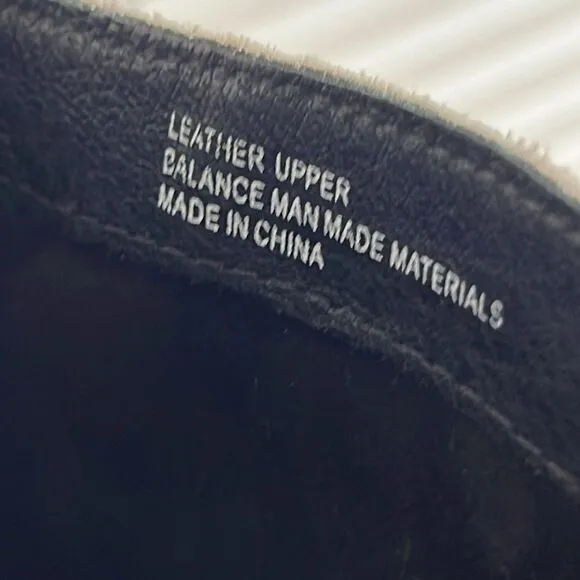 LEATHER UPPER
BALANCE MAN MADE MATERIALS
MADE IN CHINA